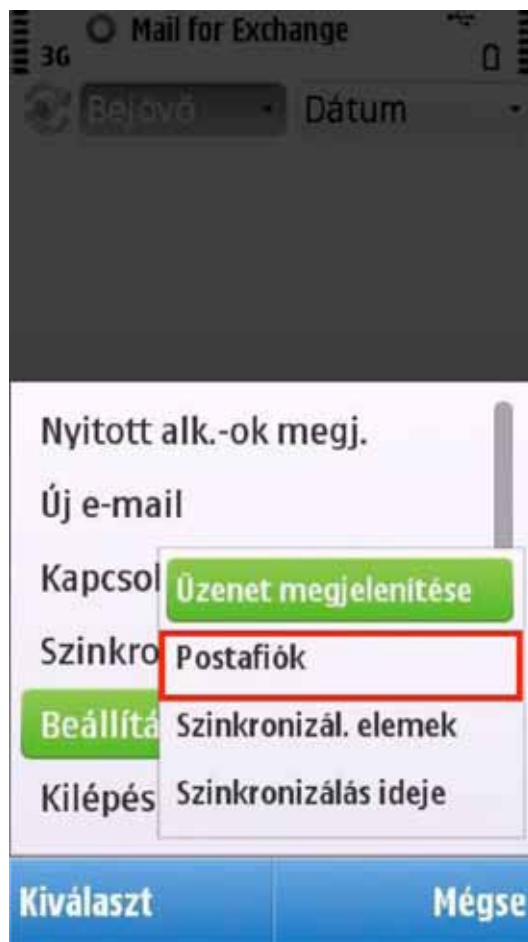 Mail for Exchange
3G
Bejövő Dátum
Nyitott alk.-ok megj.
Új e-mail
Kapcsol
Szinkro
Beállítá
Kilépés
Üzenet megjelenítése
Postafiók
Szinkronizál. elemek
Szinkronizálás ideje
Kiválaszt Mégse